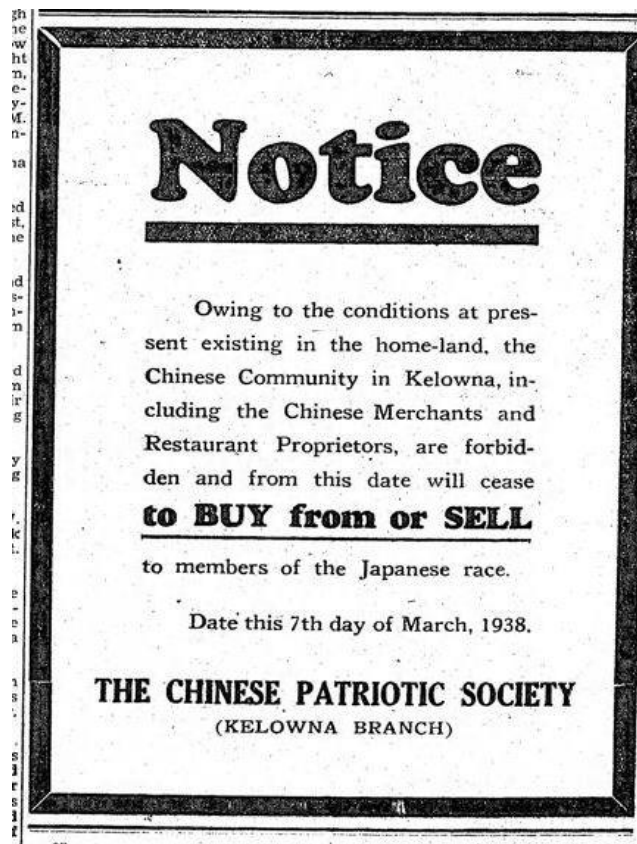 Notice
Owing to the conditions at pres-
sent existing in the home-land, the
Chinese Community in Kelowna, in-
cluding the Chinese Merchants and
Restaurant Proprietors, are forbid-
den and from this date will cease
to BUY from or SELL
to members of the Japanese race.
Date this 7th day of March, 1938.
THE CHINESE PATRIOTIC SOCIETY
(KELOWNA BRANCH)